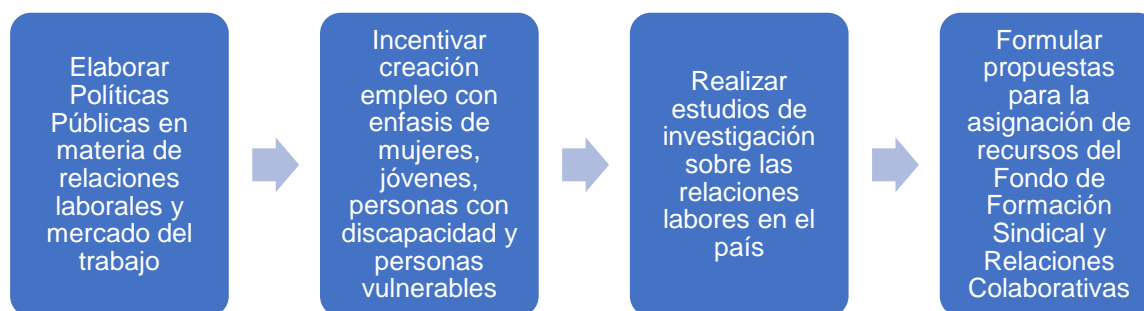 Elaborar
Políticas
Públicas en
materia de
relaciones
laborales y
mercado del
trabajo
Incentivar
creación
empleo con
enfasis de
mujeres,
jóvenes,
personas con
discapacidad y
personas
vulnerables
Realizar
estudios de
investigación
sobre las
relaciones
labores en el
país
Formular
propuestas
para la
asignación de
recursos del
Fondo de
Formación
Sindical y
Relaciones
Colaborativas